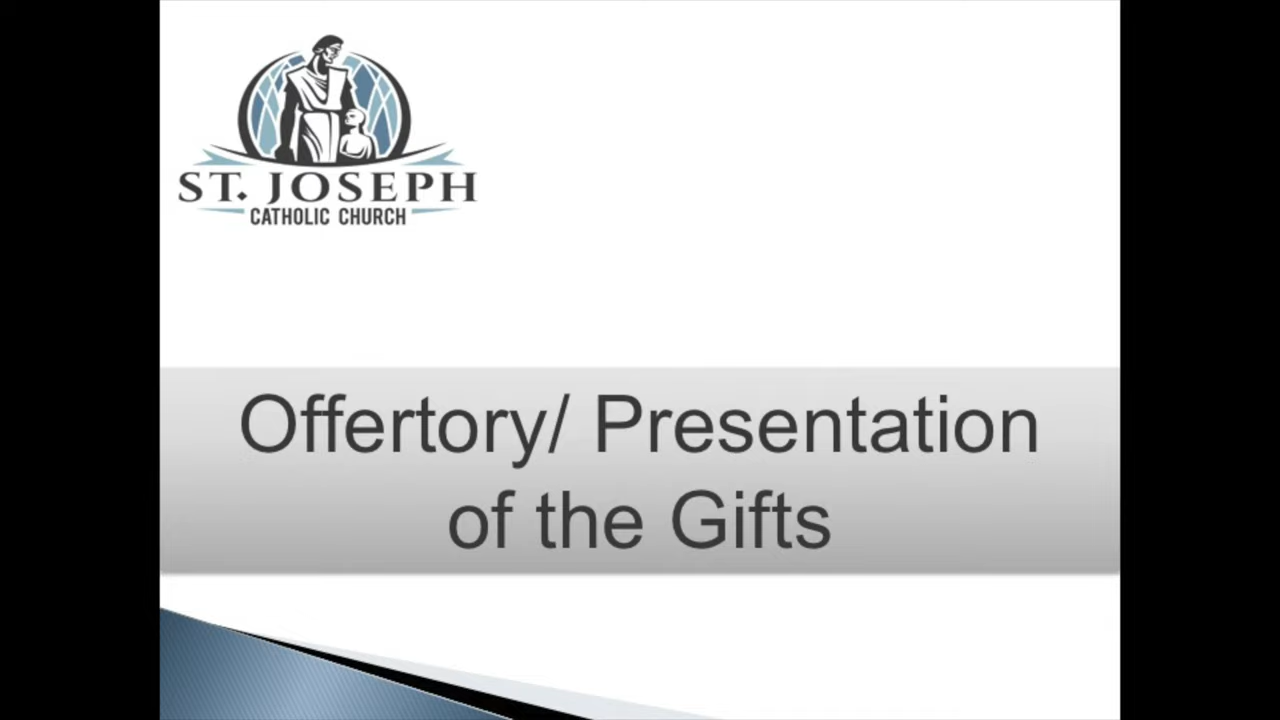 ST. JOSEPH
CATHOLIC CHURCH
Offertory/ Presentation
of the Gifts